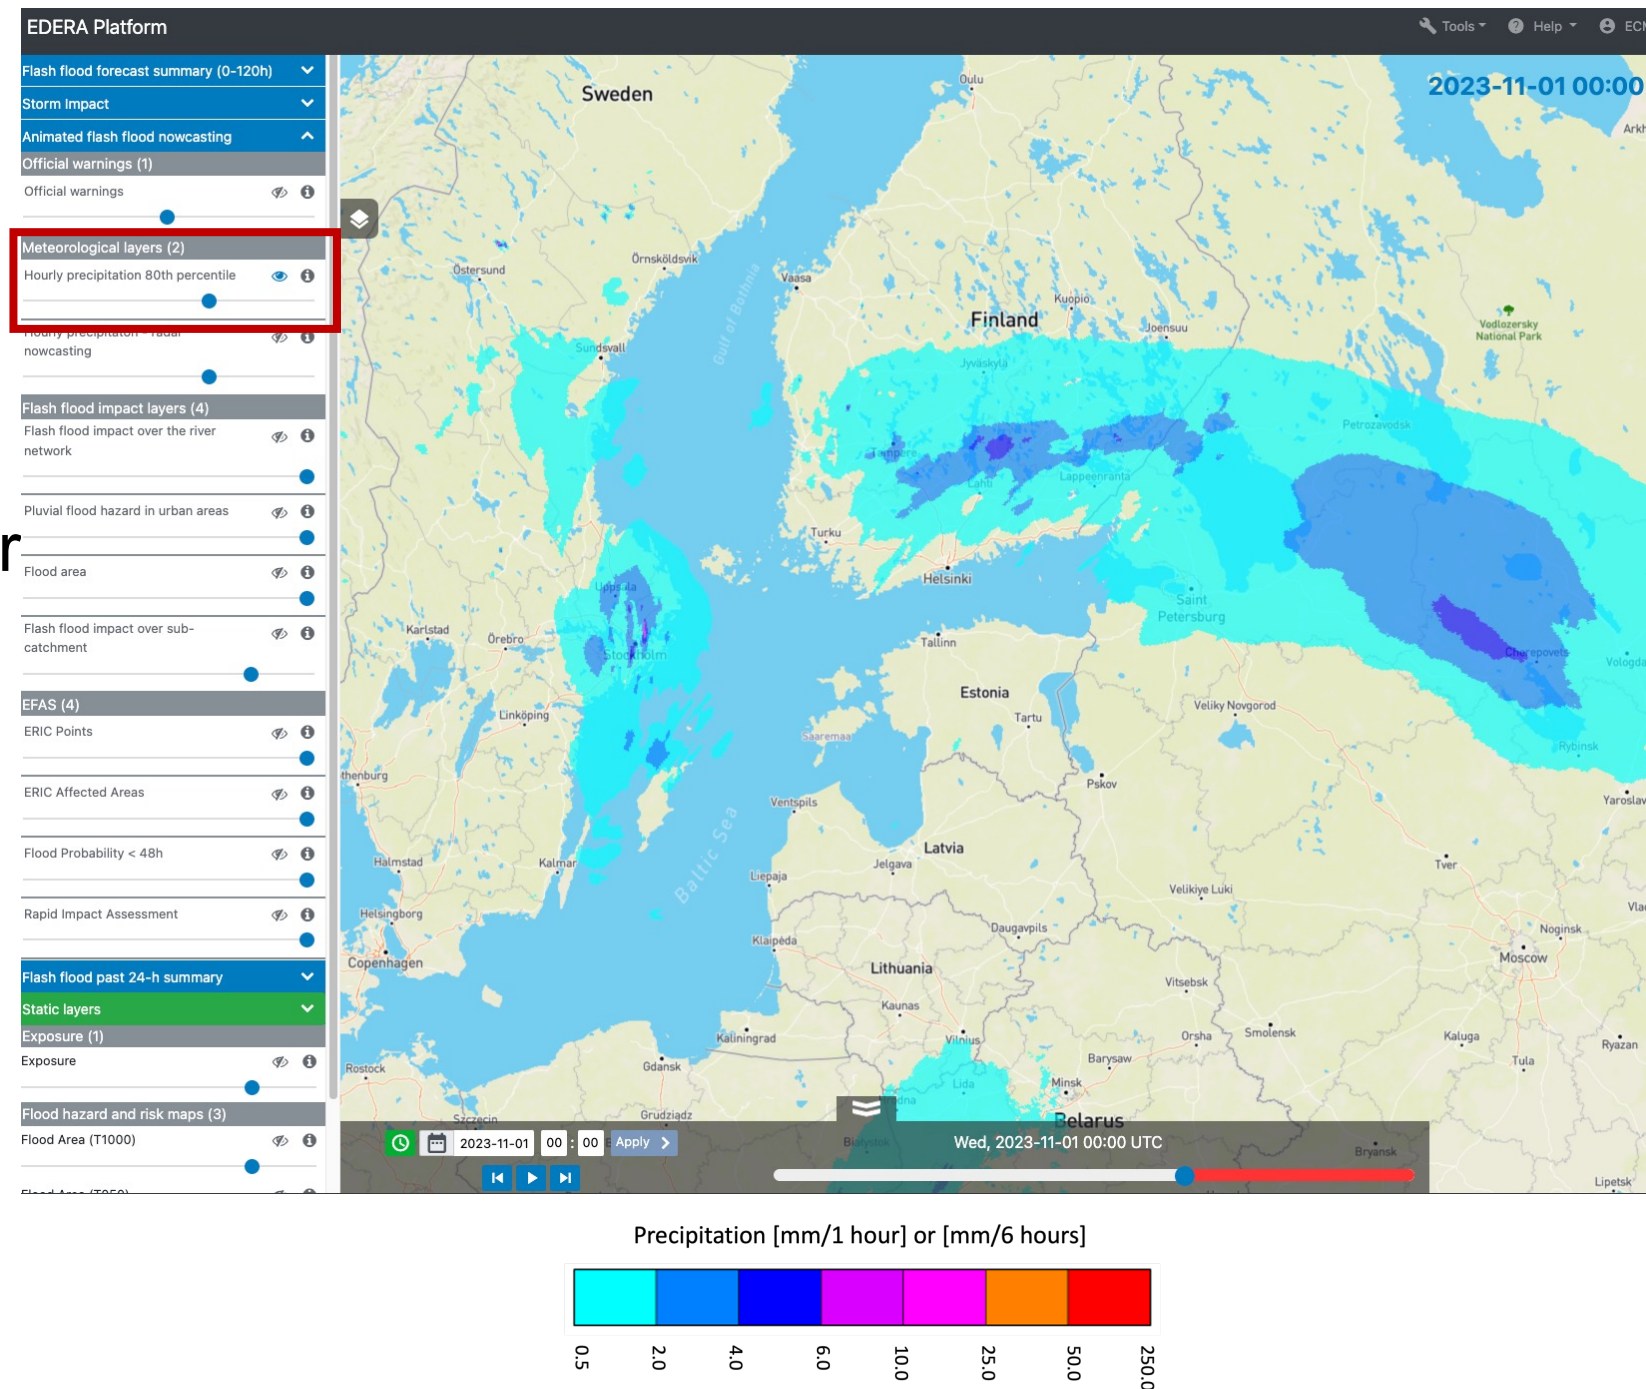 EDERA Platform
Tools
Help
Flash flood forecast summary (0-120h)
Storm Impact
Animated flash flood nowcasting
Official warnings (1)
Official warnings
Meteorological layers (2)
Hourly precipitation 80th percentile
nowcasting
Flash flood impact layers (4)
Flash flood impact over the river
network
Pluvial flood hazard in urban areas
r
Flood area
Flash flood impact over sub-
catchment
EFAS (4)
ERIC Points
ERIC Affected Areas
Flood Probability < 48h
Rapid Impact Assessment
Flash flood past 24-h summary
Static layers
Exposure (1)
Exposure
Flood hazard and risk maps (3)
Flood Area (T1000)
2023-11-01 00:00
Sweden
Oulu
Östersund
Örnsköldsvik
Vaasa
Gulf of Bothnia
Kuopio
Finland
Joensuu
Vodlozersky
National Park
Sundsvall
Jyväskylä
Petrozavodsk
Tampere
Lahti
Lappeenranta
Turku
Helsinki
Uppsala
Saint
Petersburg
Karlstad
Örebro
Stockholm
Tallinn
Cherepovets
Vologda
Estonia
Linköping
Tartu
Veliky Novgorod
Saaremaa
Rybinsk
Pskov
Ventspils
Baltic Sea
Latvia
Jelgava
Halmstad
Kalmar
Liepaja
Tver
Velikiye Luki
Helsingborg
Daugavpils
Noginsk
Klaipėda
Moscow
Copenhagen
Lithuania
Vitsebsk
Kaunas
Kaliningrad
Vilnius
Orsha
Smolensk
Kaluga
Ryazan
Rostock
Gdansk
Barysaw
Tula
Lida
Minsk
Szczecin
Grudziądz
Belarus
2023-11-01 00 : 00 Apply
Wed, 2023-11-01 00:00 UTC
Bryansk
Lipetsk
Precipitation [mm/1 hour] or [mm/6 hours]
0.5 2.0 4.0 6.0 10.0 25.0 50.0 250.0